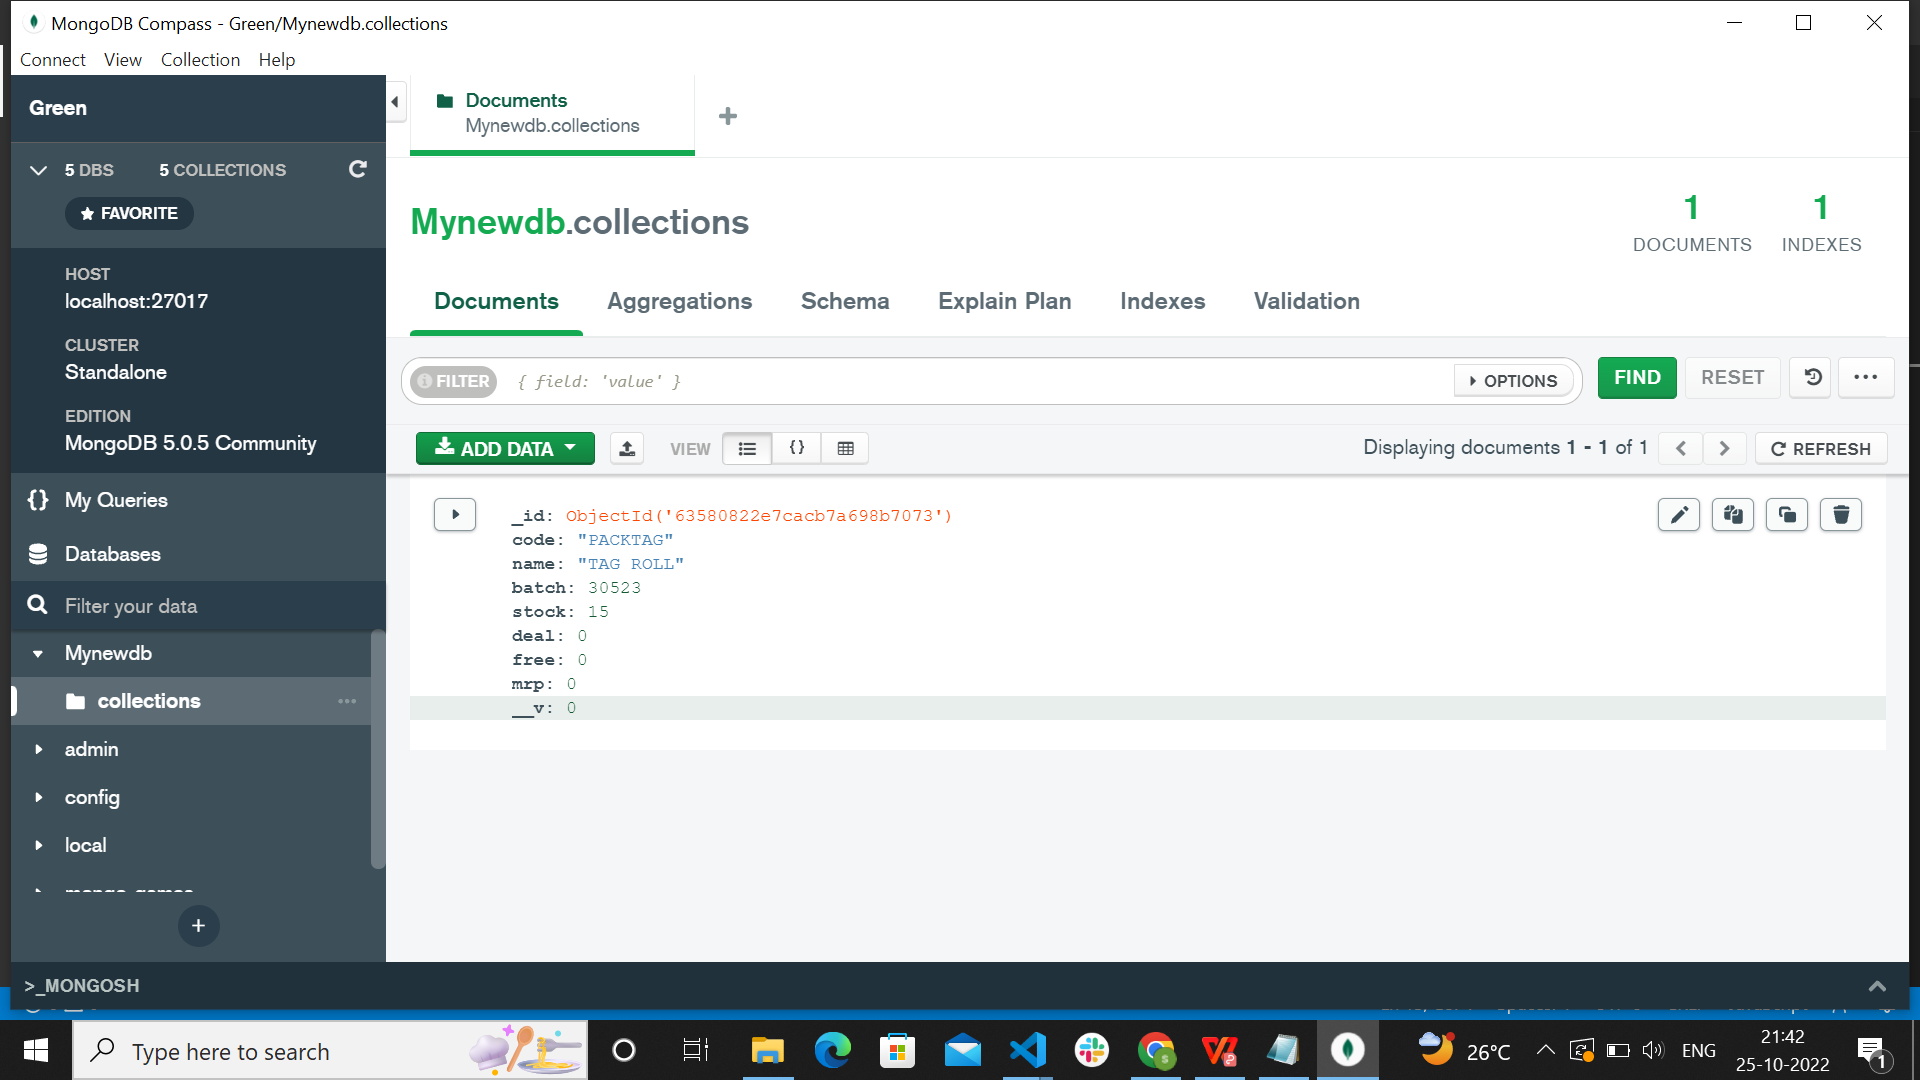 MongoDB Compass - Green/Mynewdb.collections
Connect View Collection Help
Green
5 DBS 5 COLLECTIONS
FAVORITE
HOST
localhost:27017
CLUSTER
Standalone
EDITION
MongoDB 5.0.5 Community
My Queries
Databases
Filter your data
Mynewdb
collections
admin
config
local
>_MONGOSH
Documents
Mynewdb.collections
Mynewdb.collections
1
DOCUMENTS
1
INDEXES
Documents Aggregations Schema Explain Plan Indexes Validation
FILTER { field: 'value' } OPTIONS FIND RESET
ADD DATA VIEW {} Displaying documents 1 - 1 of 1 REFRESH
_id: ObjectId('63580822e7cacb7a698b7073')
code: "PACKTAG"
name: "TAG ROLL"
batch: 30523
stock: 15
deal: 0
free: 0
mrp: 0
__v: 0
Type here to search
26°C ENG
21:42
25-10-2022
1